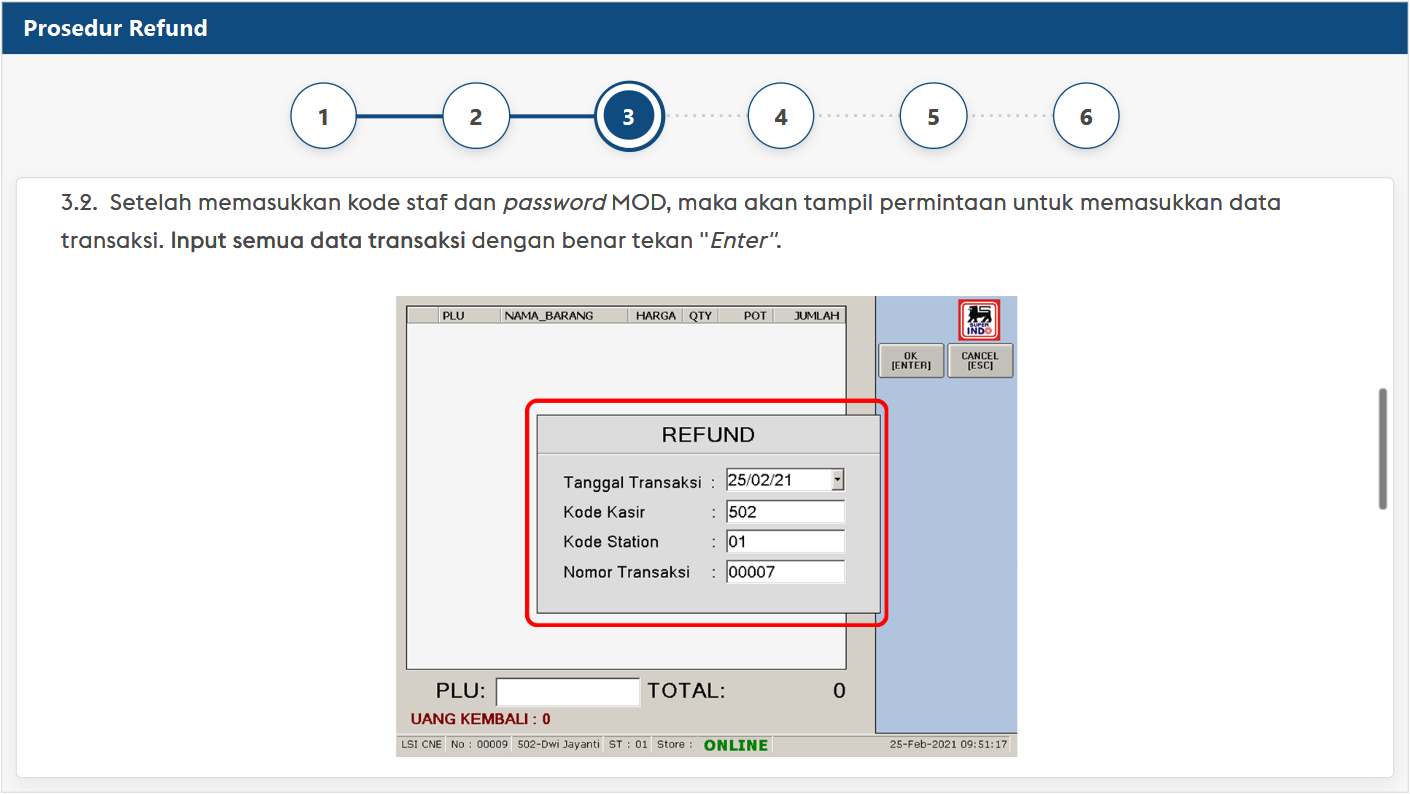 Prosedur Refund
1 2 3 4 5 6
3.2. Setelah memasukkan kode staf dan password MOD, maka akan tampil permintaan untuk memasukkan data
transaksi. Input semua data transaksi dengan benar tekan "Enter".
PLU NAMA_BARANG HARGA QTY POT JUMLAH
SUPER
INDO
OK
[ENTER]
CANCEL
[ESC]
REFUND
Tanggal Transaksi : 25/02/21
Kode Kasir : 502
Kode Station : 01
Nomor Transaksi : 00007
PLU: TOTAL: 0
UANG KEMBALI : 0
LSI CNE No : 00009 502-Dwi Jayanti ST : 01 Store : ONLINE 25-Feb-2021 09:51:17